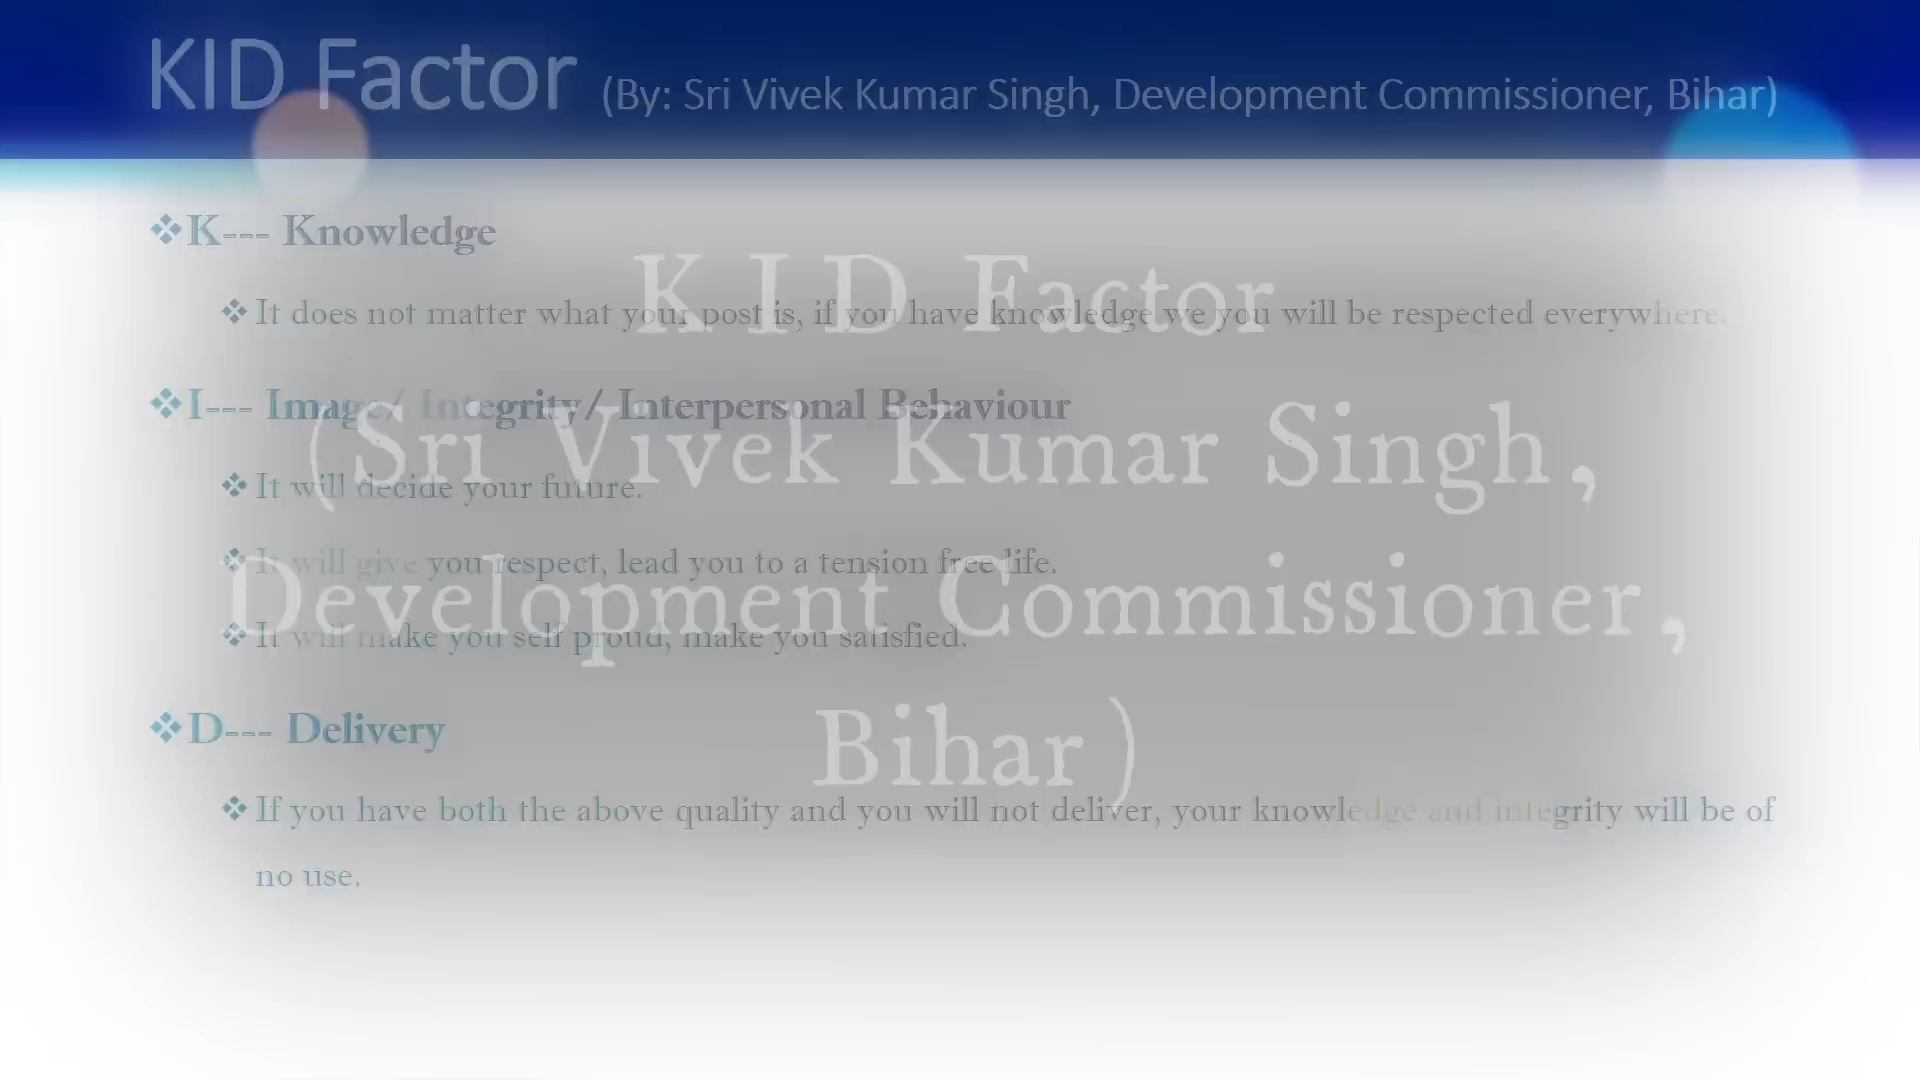 KID Factor (By: Sri Vivek Kumar Singh, Development Commissioner, Bihar)
❖K--- Knowledge
❖It does not matter what your post is, if you have knowledge we you will be respected everywhere.
❖I--- Image/ Integrity/ Interpersonal Behaviour
❖It will decide your future.
❖It will give you respect, lead you to a tension free life.
❖It will make you self proud, make you satisfied.
❖D--- Delivery
❖If you have both the above quality and you will not deliver, your knowledge and integrity will be of
no use.
K I D Factor
(Sri Vivek Kumar Singh,
Development Commissioner,
Bihar)